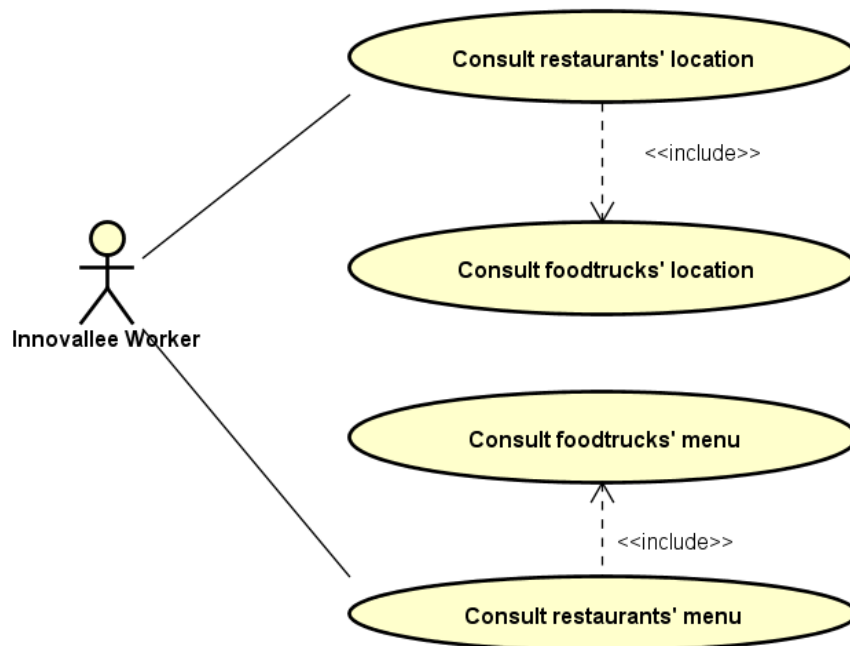 Consult restaurants' location
<<include>>
Consult foodtrucks' location
Innovallee Worker
Consult foodtrucks' menu
<<include>>
Consult restaurants' menu